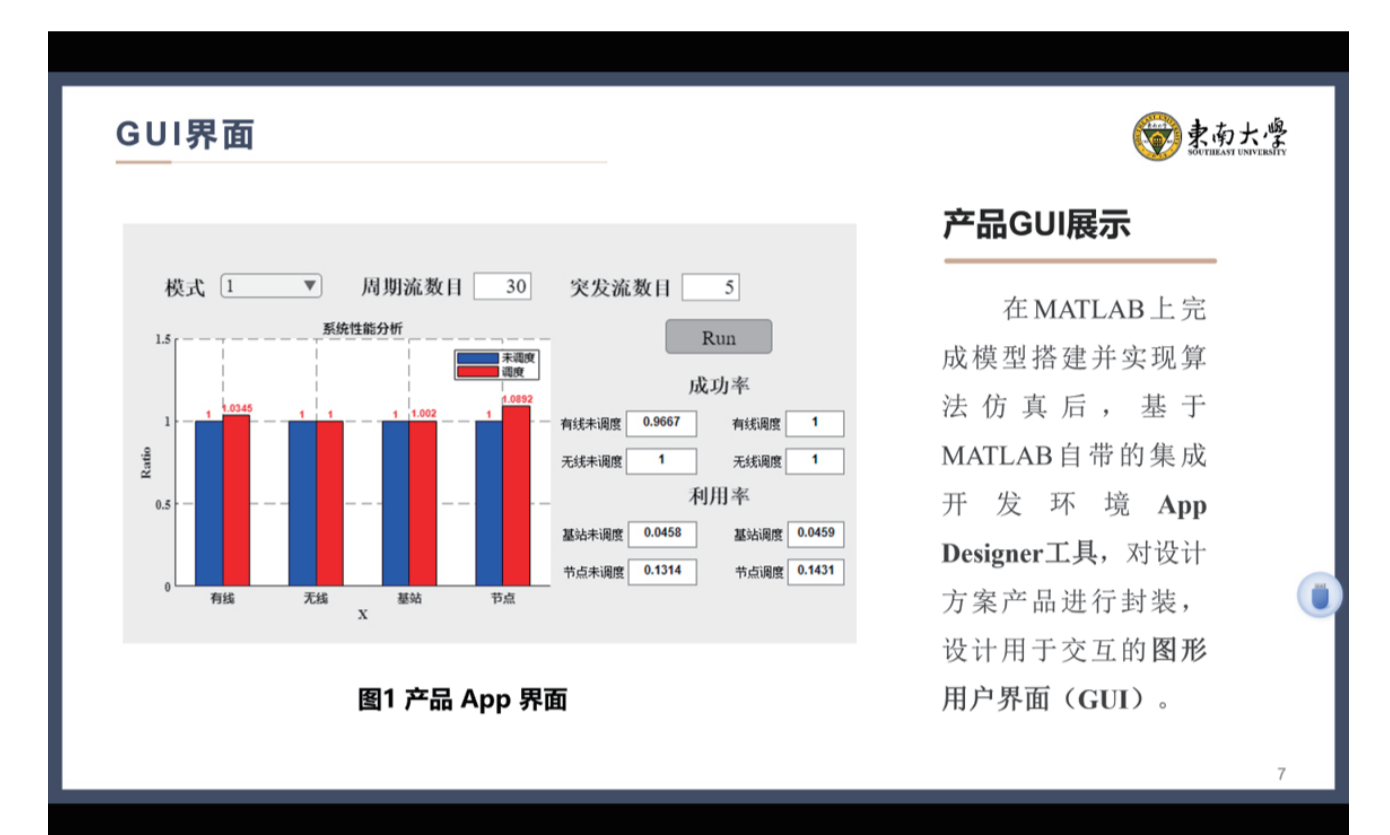 GUI界面
東南大學
SOUTHEAST UNIVERSITY
产品GUI展示
模式 1 周期流数目 30 突发流数目 5
Run
系统性能分析
未调度
调度
1.5
1
0.5
0
Ratio
1 1.0345 1 1 1 1.002 1 1.0892
有线 无线 基站 节点
X
成功率
有线未调度 0.9667 有线调度 1
无线未调度 1 无线调度 1
利用率
基站未调度 0.0458 基站调度 0.0459
节点未调度 0.1314 节点调度 0.1431
图1 产品 App 界面
在MATLAB上完
成模型搭建并实现算
法仿真后，基于
MATLAB自带的集成
开发环境App
Designer工具，对设计
方案产品进行封装，
设计用于交互的图形
用户界面（GUI）。
7